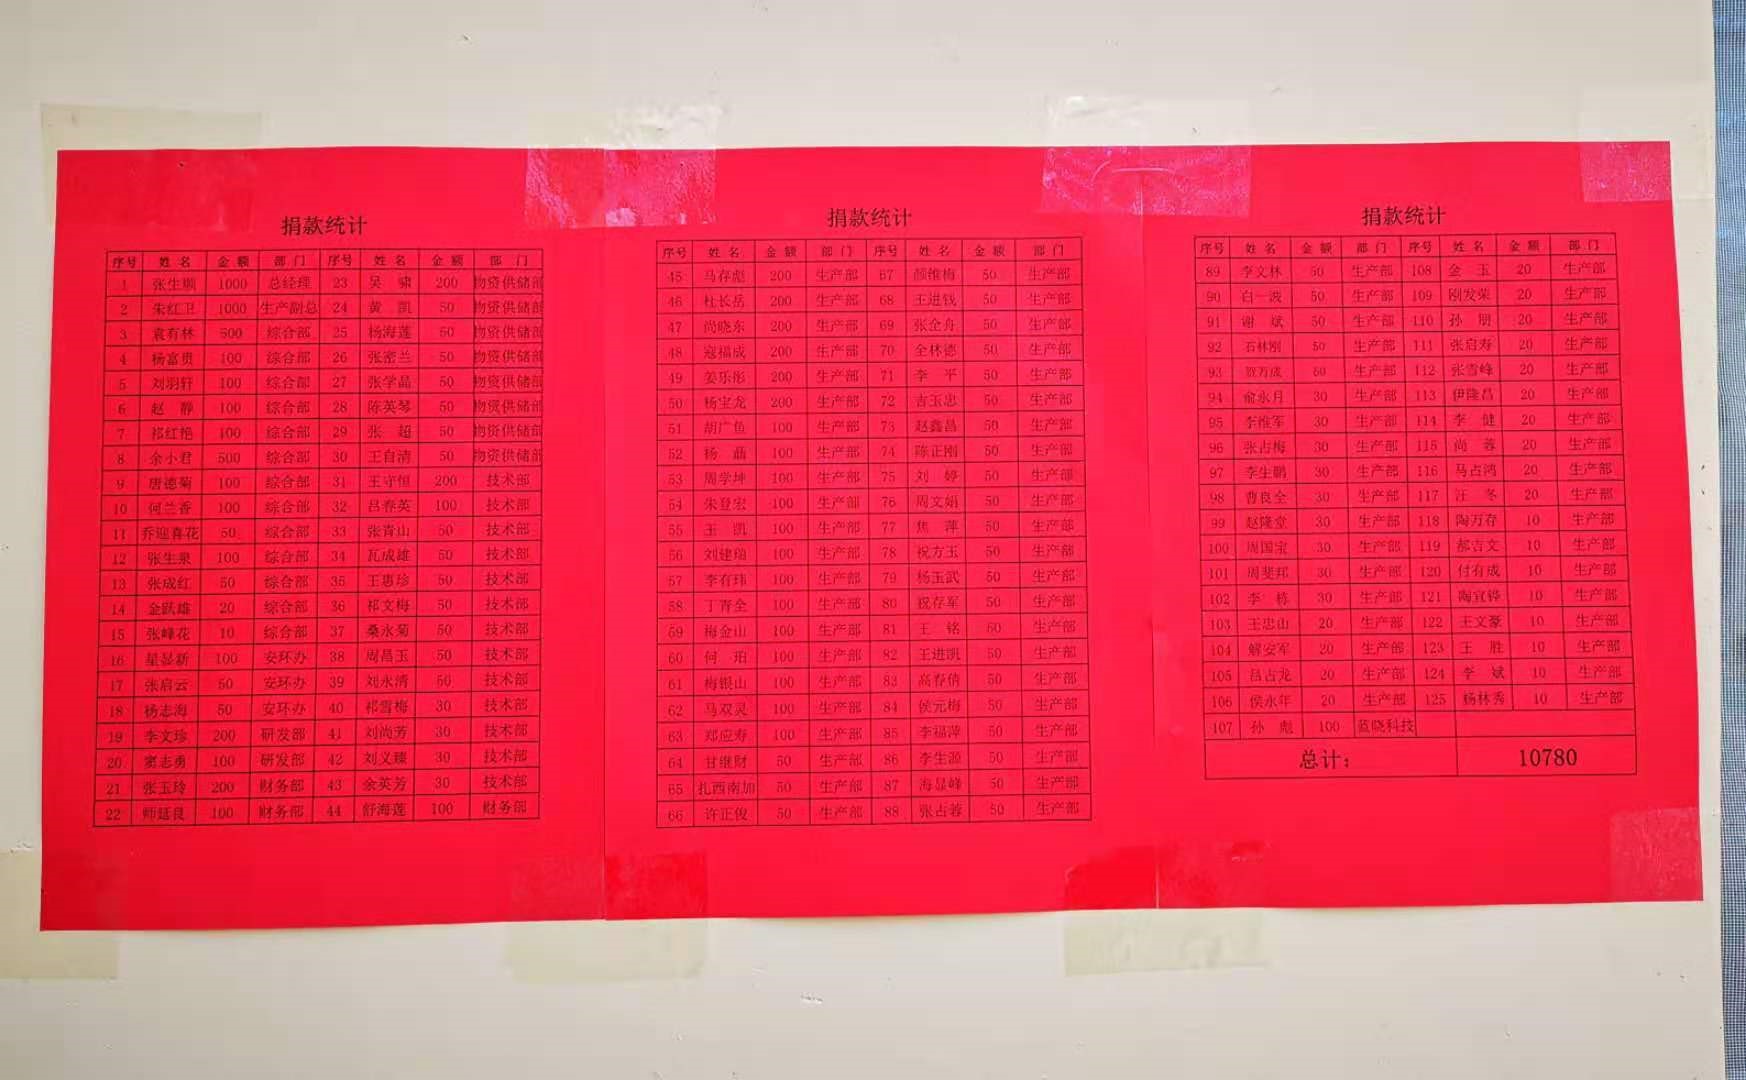 捐款统计
序号 姓名 金额 部门 序号 姓名 金额 部门
1 张生顺 1000 总经理 23 吴啸 200 物资供储部
2 朱红卫 1000 生产副总 24 黄凯 50 物资供储部
3 袁有林 500 综合部 25 杨海莲 50 物资供储部
4 杨富贵 100 综合部 26 张密兰 50 物资供储部
5 刘羽轩 100 综合部 27 张学晶 50 物资供储部
6 赵静 100 综合部 28 陈英琴 50 物资供储部
7 祁红艳 100 综合部 29 张超 50 物资供储部
8 余小君 500 综合部 30 王自清 50 物资供储部
9 唐德菊 100 综合部 31 王守恒 200 技术部
10 何兰香 100 综合部 32 吕春英 100 技术部
11 乔迎喜花 50 综合部 33 张青山 50 技术部
12 张生泉 100 综合部 34 瓦成雄 50 技术部
13 张成红 50 综合部 35 王惠珍 50 技术部
14 金跃雄 20 综合部 36 祁文梅 50 技术部
15 张峰花 10 综合部 37 桑永菊 50 技术部
16 星显新 100 安环办 38 周昌玉 50 技术部
17 张启云 50 安环办 39 刘永清 50 技术部
18 杨志海 50 安环办 40 祁雪梅 30 技术部
19 李文珍 200 研发部 41 刘尚芳 30 技术部
20 窦志勇 100 研发部 42 刘义臻 30 技术部
21 张玉玲 200 财务部 43 余英芳 30 技术部
22 师廷良 100 财务部 44 舒海莲 100 财务部
捐款统计
序号 姓名 金额 部门 序号 姓名 金额 部门
45 马存彪 200 生产部 67 颜维梅 50 生产部
46 杜长岳 200 生产部 68 王进钱 50 生产部
47 尚晓东 200 生产部 69 张全舟 50 生产部
48 寇福成 200 生产部 70 全林德 50 生产部
49 姜乐彤 200 生产部 71 李平 50 生产部
50 杨宝龙 200 生产部 72 吉玉忠 50 生产部
51 胡广鱼 100 生产部 73 赵鑫昌 50 生产部
52 杨磊 100 生产部 74 陈正刚 50 生产部
53 周学坤 100 生产部 75 刘婷 50 生产部
54 朱登宏 100 生产部 76 周文娟 50 生产部
55 王凯 100 生产部 77 焦萍 50 生产部
56 刘建瑞 100 生产部 78 祝方玉 50 生产部
57 李有玮 100 生产部 79 杨玉武 50 生产部
58 丁青全 100 生产部 80 祝存军 50 生产部
59 梅金山 100 生产部 81 王铭 50 生产部
60 何珀 100 生产部 82 王进凯 50 生产部
61 梅银山 100 生产部 83 高春倩 50 生产部
62 马双灵 100 生产部 84 侯元梅 50 生产部
63 郑应寿 100 生产部 85 李福萍 50 生产部
64 甘继财 50 生产部 86 李生源 50 生产部
65 扎西南加 50 生产部 87 海显峰 50 生产部
66 许正俊 50 生产部 88 张占蓉 50 生产部
捐款统计
序号 姓名 金额 部门 序号 姓名 金额 部门
89 李文林 50 生产部 108 金玉 20 生产部
90 白一波 50 生产部 109 刚发荣 20 生产部
91 谢斌 50 生产部 110 孙朋 20 生产部
92 石林刚 50 生产部 111 张启寿 20 生产部
93 贺万成 50 生产部 112 张雪峰 20 生产部
94 俞永月 30 生产部 113 伊隆昌 20 生产部
95 李维军 30 生产部 114 李健 20 生产部
96 张占梅 30 生产部 115 尚蓉 20 生产部
97 李生鹏 30 生产部 116 马占鸿 20 生产部
98 曹良全 30 生产部 117 汪冬 20 生产部
99 赵隆堂 30 生产部 118 陶万存 10 生产部
100 周国宝 30 生产部 119 郝吉文 10 生产部
101 周斐邦 30 生产部 120 付有成 10 生产部
102 李栋 30 生产部 121 陶宜铧 10 生产部
103 王忠山 20 生产部 122 王文豪 10 生产部
104 解安军 20 生产部 123 王胜 10 生产部
105 吕占龙 20 生产部 124 李斌 10 生产部
106 侯永年 20 生产部 125 杨林秀 10 生产部
107 孙彪 100 蓝晓科技
总计: 10780